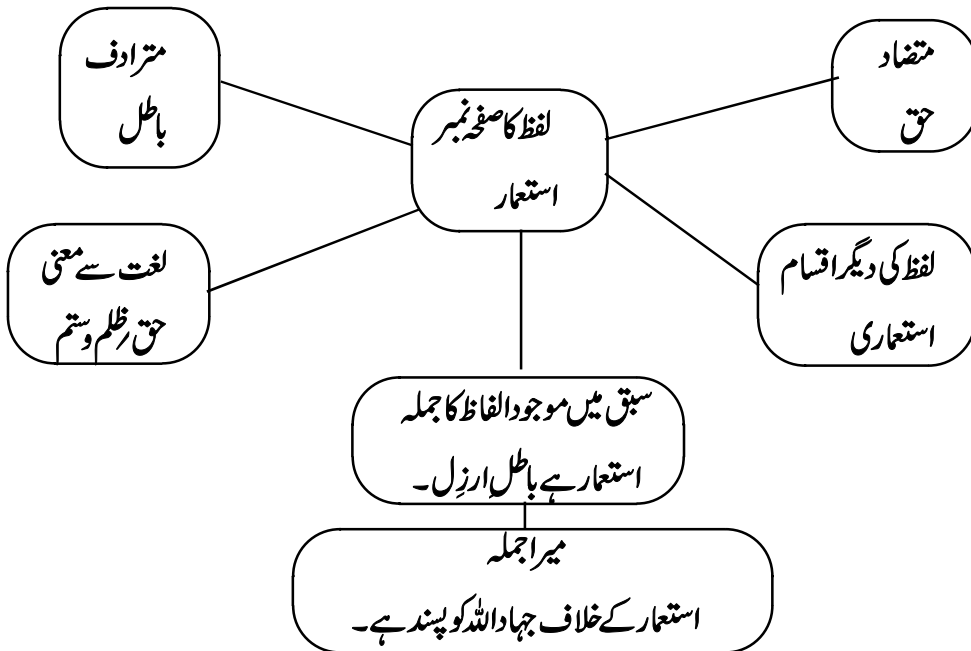 متضاد
حق
مترادف
باطل
لفظ کا صفحہ نمبر
استعمار
لفظ کی دیگر اقسام
استعماری
لغت سے معنی
حق ظلم و ستم
سبق میں موجود الفاظ کا جملہ
استعمار ہے باطلِ ارزِل۔
میرا جملہ
استعمار کے خلاف جہاد اللہ کو پسند ہے۔